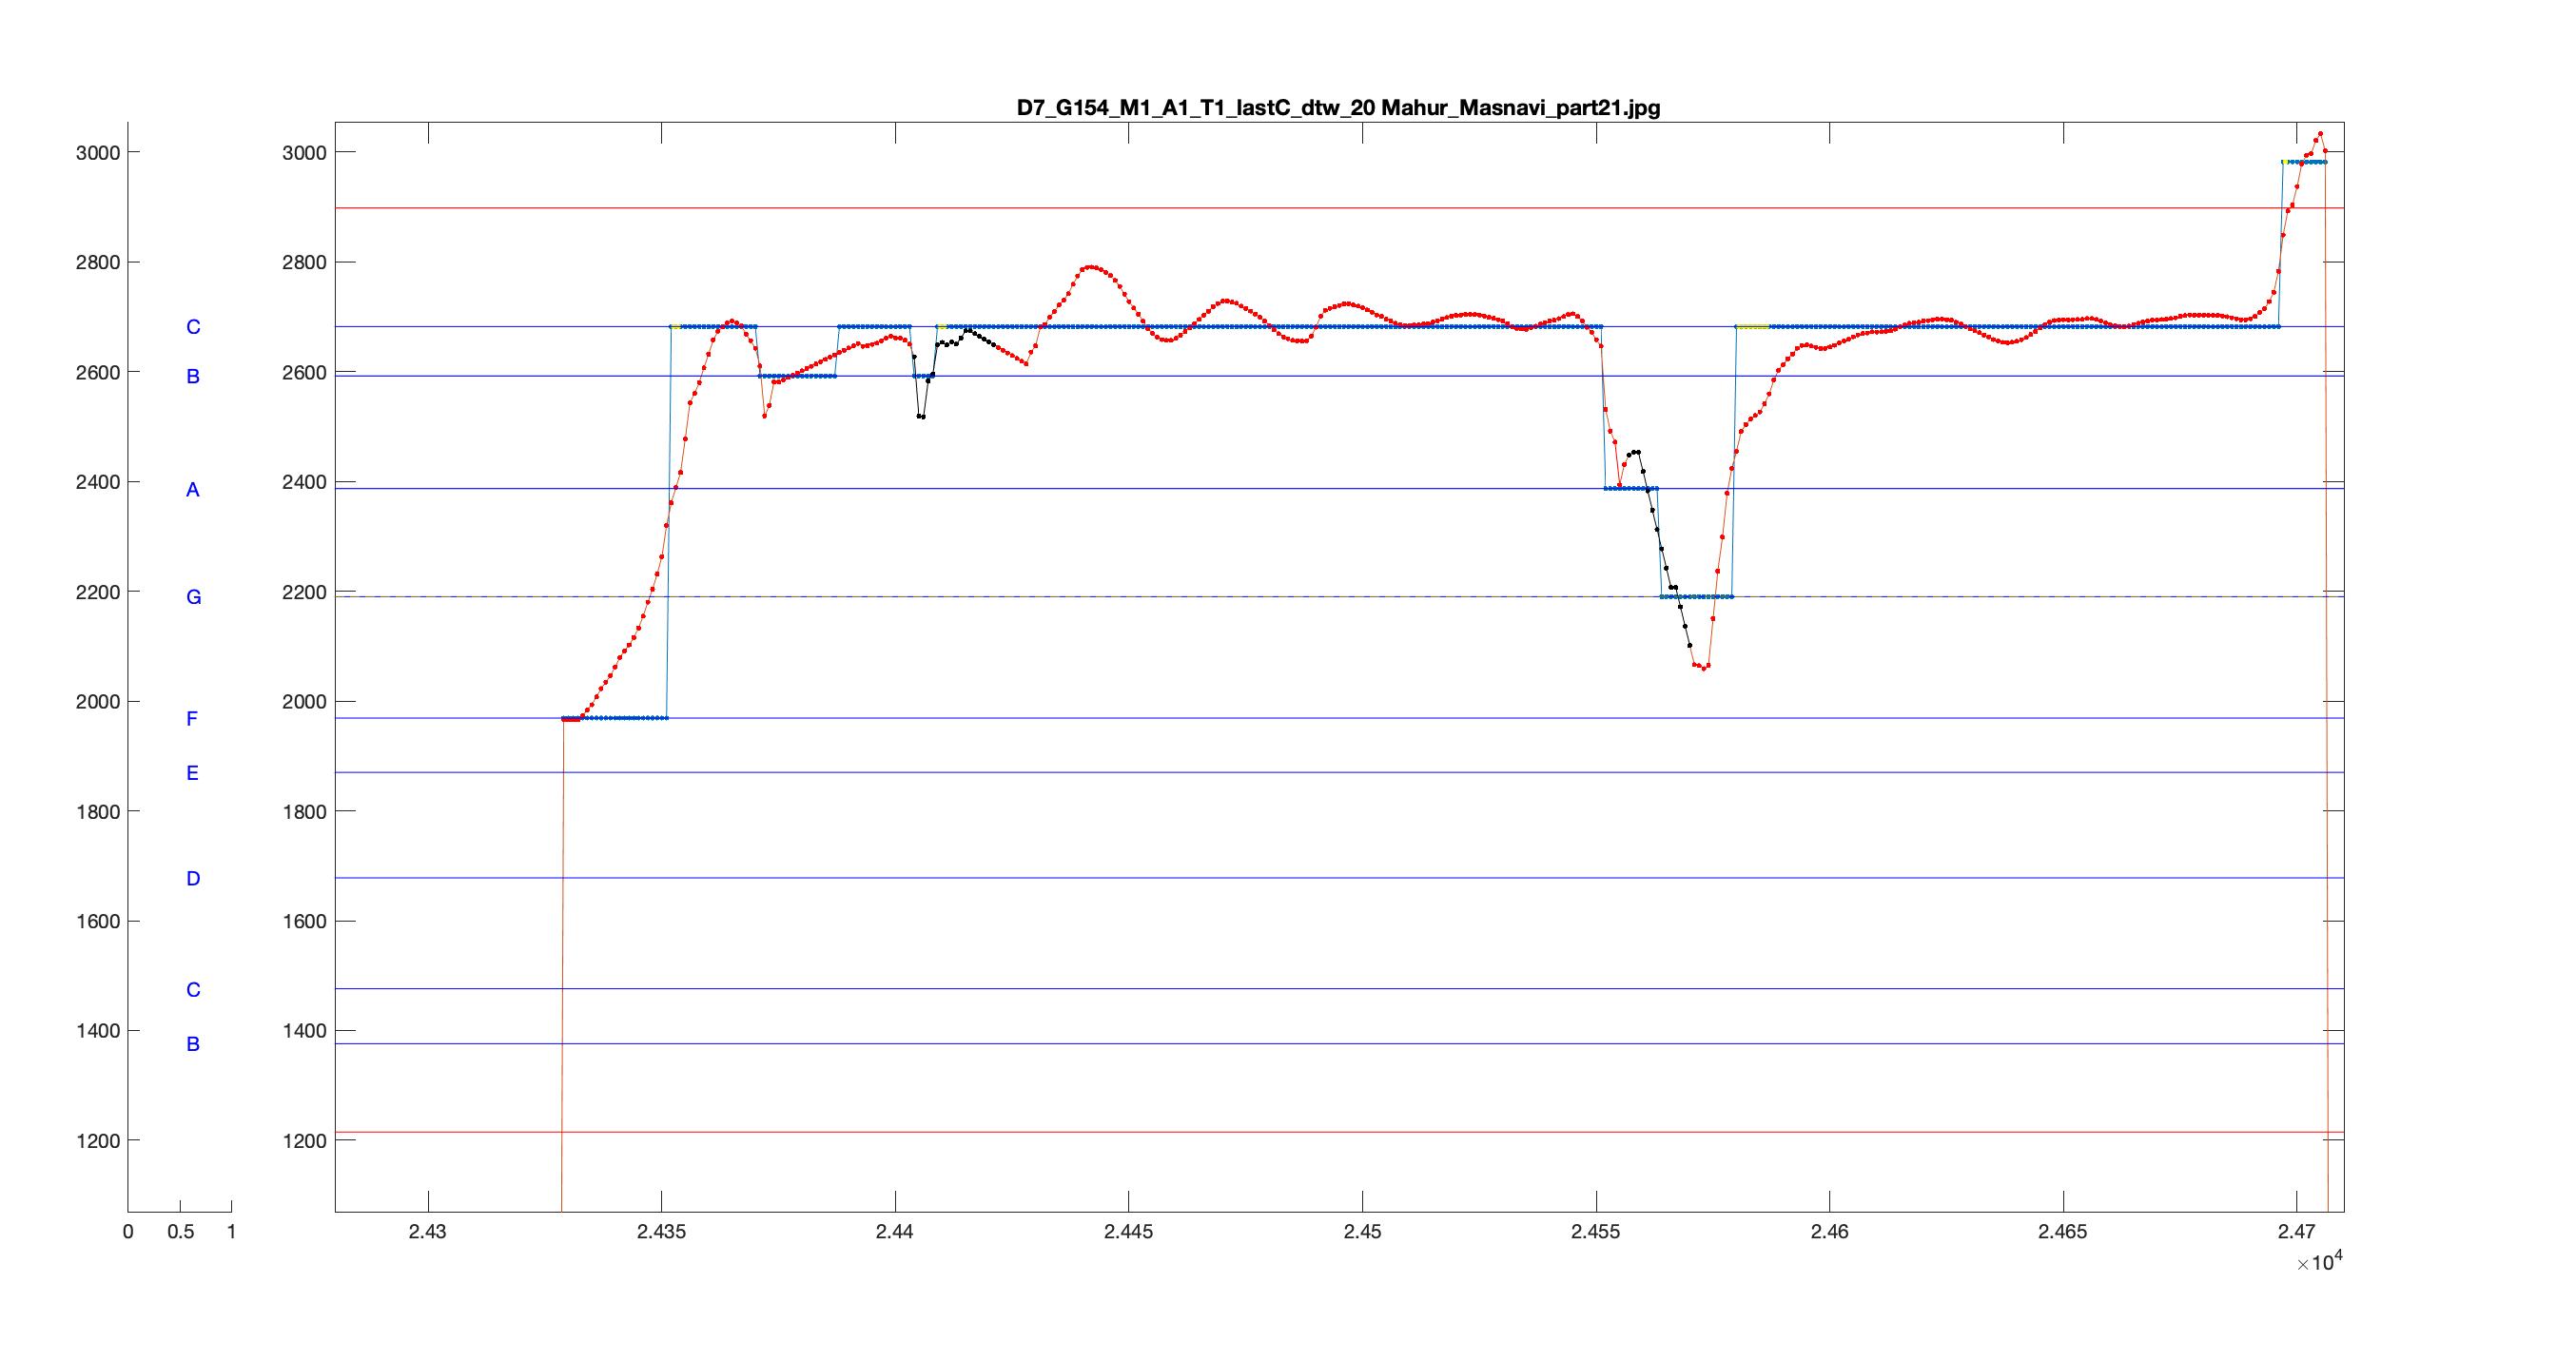 D7_G154_M1_A1_T1_lastC_dtw_20 Mahur_Masnavi_part21.jpg
3000 3000
2800 2800
C
2600 2600
B
2400 2400
A
2200 2200
G
2000 2000
F
E
1800 1800
D
1600 1600
C
1400 1400
B
1200 1200
0 0.5 1 2.43 2.435 2.44 2.445 2.45 2.455 2.46 2.465 2.47
×10⁴